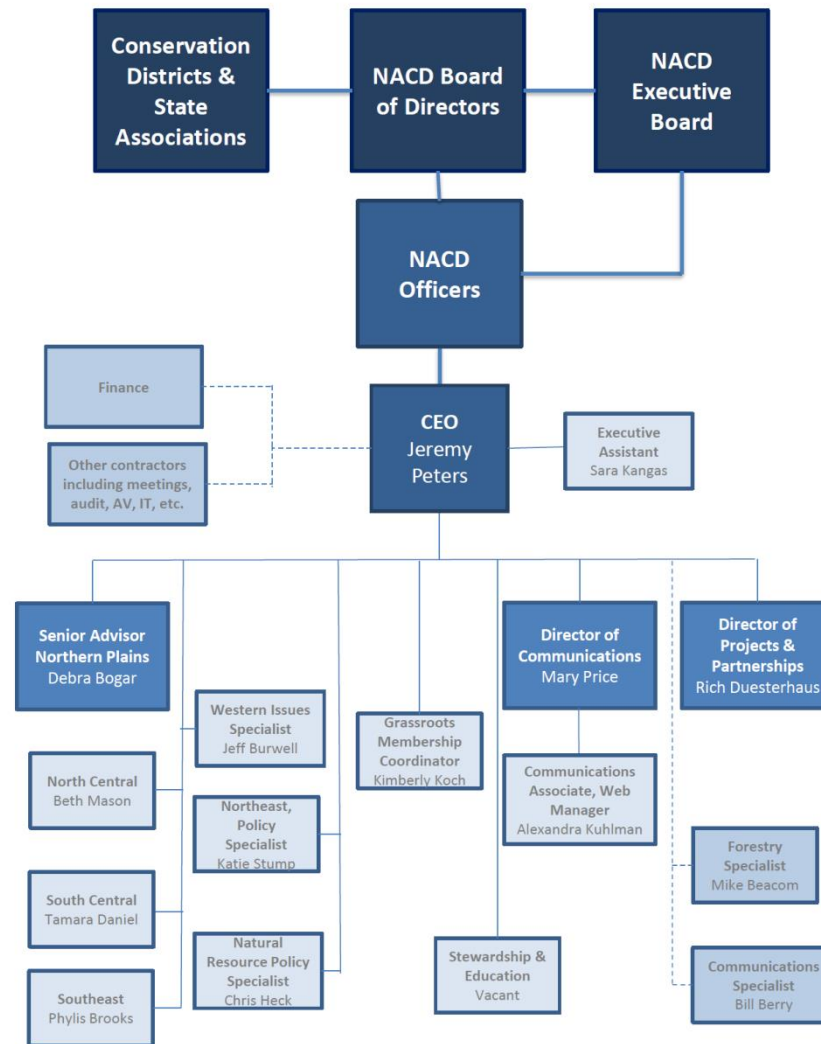 Conservation
Districts &
State
Associations
NACD Board
of Directors
NACD
Executive
Board
NACD
Officers
Finance
Other contractors
including meetings,
audit, AV, IT, etc.
CEO
Jeremy
Peters
Executive
Assistant
Sara Kangas
Senior Advisor
Northern Plains
Debra Bogar
Director of
Communications
Mary Price
Director of
Projects &
Partnerships
Rich Duesterhaus
Western Issues
Specialist
Jeff Burwell
Grassroots
Membership
Coordinator
Kimberly Koch
North Central
Beth Mason
Northeast,
Policy
Specialist
Katie Stump
Communications
Associate, Web
Manager
Alexandra Kuhlman
Forestry
Specialist
Mike Beacom
South Central
Tamara Daniel
Natural
Resource Policy
Specialist
Chris Heck
Stewardship &
Education
Vacant
Communications
Specialist
Bill Berry
Southeast
Phylis Brooks